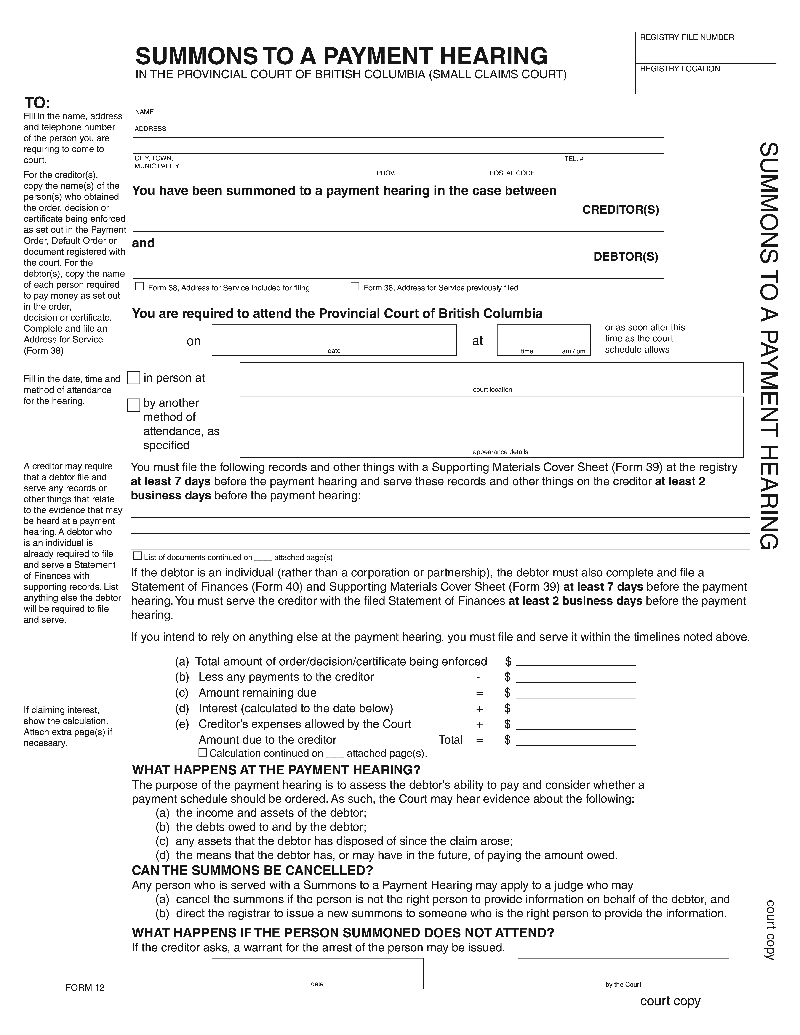 REGISTRY FILE NUMBER
SUMMONS TO A PAYMENT HEARING
IN THE PROVINCIAL COURT OF BRITISH COLUMBIA (SMALL CLAIMS COURT)
REGISTRY LOCATION
TO:
Fill in the name, address
and telephone number
of the person you are
requiring to come to
court.
NAME
ADDRESS
CITY, TOWN,
MUNICIPALITY
TEL. #
PROV.
POSTAL CODE
For the creditor(s),
copy the name(s) of the
person(s) who obtained
the order, decision or
certificate being enforced
as set out in the Payment
Order, Default Order or
document registered with
the court. For the
debtor(s), copy the name
of each person required
to pay money as set out
in the order,
decision or certificate.
Complete and file an
Address for Service
(Form 38)
You have been summoned to a payment hearing in the case between
CREDITOR(S)
and
DEBTOR(S)
Form 38, Address for Service included for filing
Form 38, Address for Service previously filed
You are required to attend the Provincial Court of British Columbia
on
date
at
time
am / pm
or as soon after this
time as the court
schedule allows
Fill in the date, time and
method of attendance
for the hearing.
in person at
court location
by another
method of
attendance, as
specified
appearance details
A creditor may require
that a debtor file and
serve any records or
other things that relate
to the evidence that may
be heard at a payment
hearing. A debtor who
is an individual is
already required to file
and serve a Statement
of Finances with
supporting records. List
anything else the debtor
will be required to file
and serve.
You must file the following records and other things with a Supporting Materials Cover Sheet (Form 39) at the registry
at least 7 days before the payment hearing and serve these records and other things on the creditor at least 2
business days before the payment hearing:
List of documents continued on ____ attached page(s)
If the debtor is an individual (rather than a corporation or partnership), the debtor must also complete and file a
Statement of Finances (Form 40) and Supporting Materials Cover Sheet (Form 39) at least 7 days before the payment
hearing. You must serve the creditor with the filed Statement of Finances at least 2 business days before the payment
hearing.
If you intend to rely on anything else at the payment hearing, you must file and serve it within the timelines noted above.
(a) Total amount of order/decision/certificate being enforced $
(b) Less any payments to the creditor - $
(c) Amount remaining due = $
(d) Interest (calculated to the date below) + $
(e) Creditor's expenses allowed by the Court + $
Amount due to the creditor Total = $
Calculation continued on ___ attached page(s).
If claiming interest,
show the calculation.
Attach extra page(s) if
necessary.
WHAT HAPPENS AT THE PAYMENT HEARING?
The purpose of the payment hearing is to assess the debtor's ability to pay and consider whether a
payment schedule should be ordered. As such, the Court may hear evidence about the following:
(a) the income and assets of the debtor;
(b) the debts owed to and by the debtor;
(c) any assets that the debtor has disposed of since the claim arose;
(d) the means that the debtor has, or may have in the future, of paying the amount owed.
CAN THE SUMMONS BE CANCELLED?
Any person who is served with a Summons to a Payment Hearing may apply to a judge who may
(a) cancel the summons if the person is not the right person to provide information on behalf of the debtor, and
(b) direct the registrar to issue a new summons to someone who is the right person to provide the information.
WHAT HAPPENS IF THE PERSON SUMMONED DOES NOT ATTEND?
If the creditor asks, a warrant for the arrest of the person may be issued.
date
by the Court
FORM 12
court copy
SUMMONS TO A PAYMENT HEARING
court copy